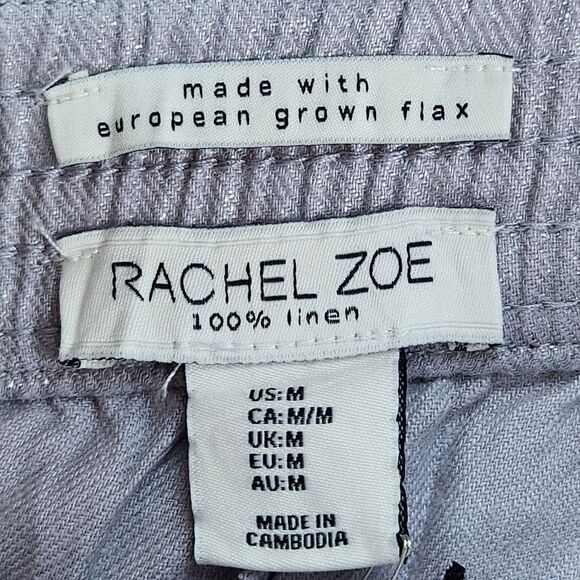 made with
european grown flax
RACHEL ZOE
100% linen
US:M
CA:M/M
UK:M
EU:M
AU:M
MADE IN
CAMBODIA